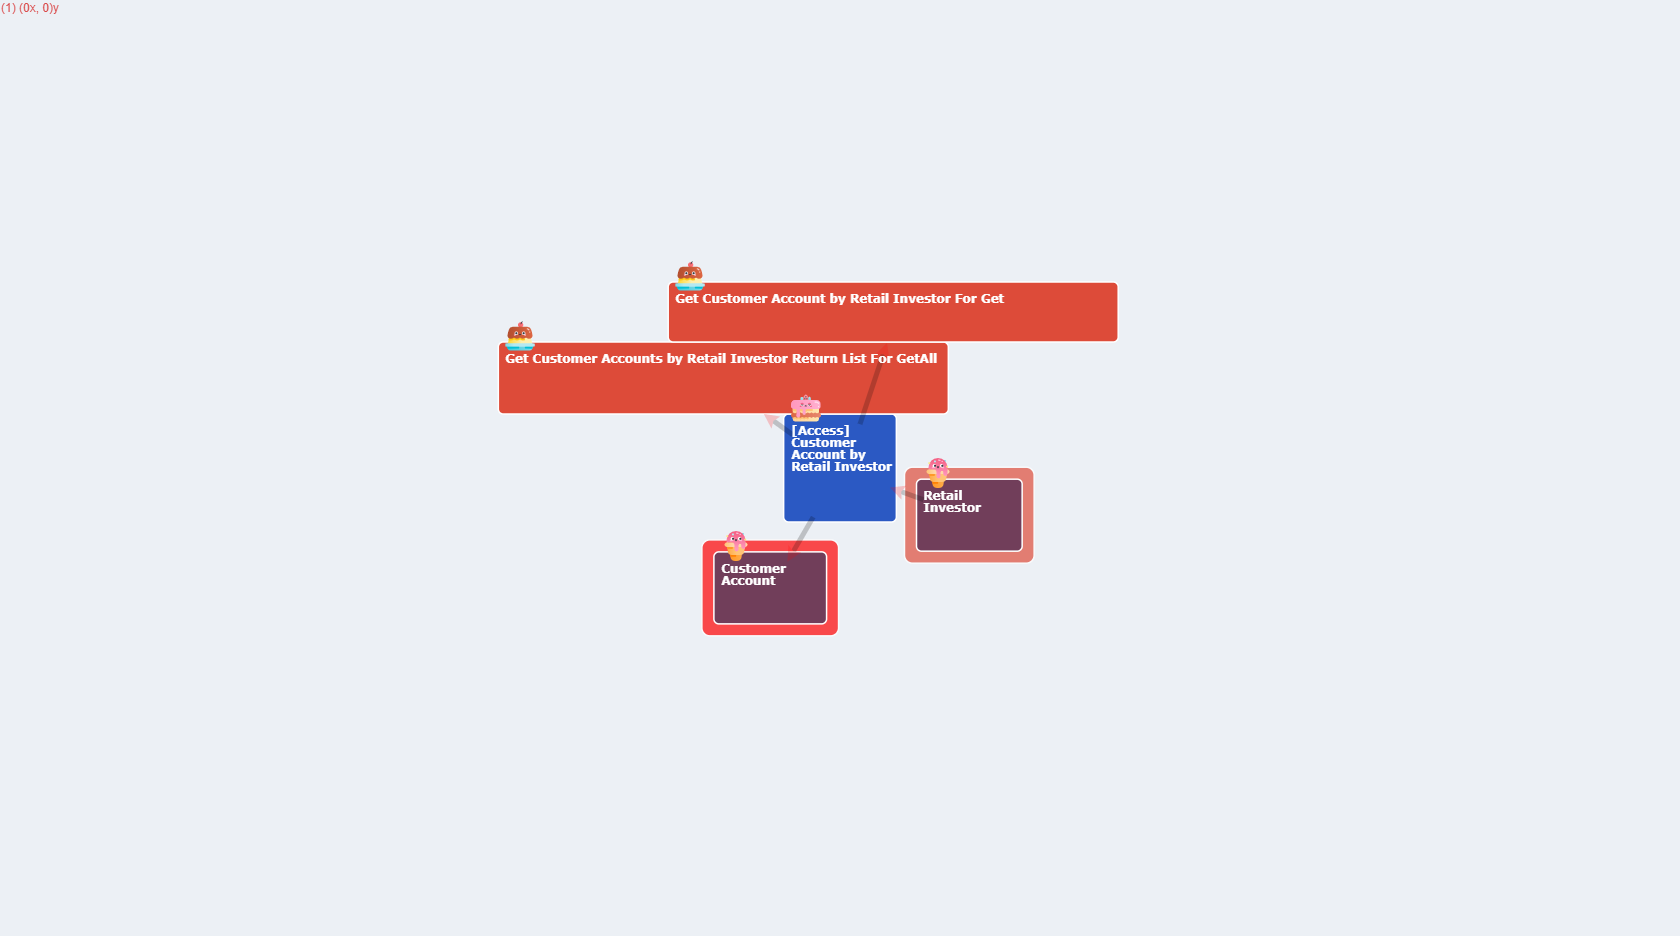 (1) (0x, 0)y
Get Customer Account by Retail Investor For Get
Get Customer Accounts by Retail Investor Return List For GetAll
[Access]
Customer
Account by
Retail Investor
Retail
Investor
Customer
Account